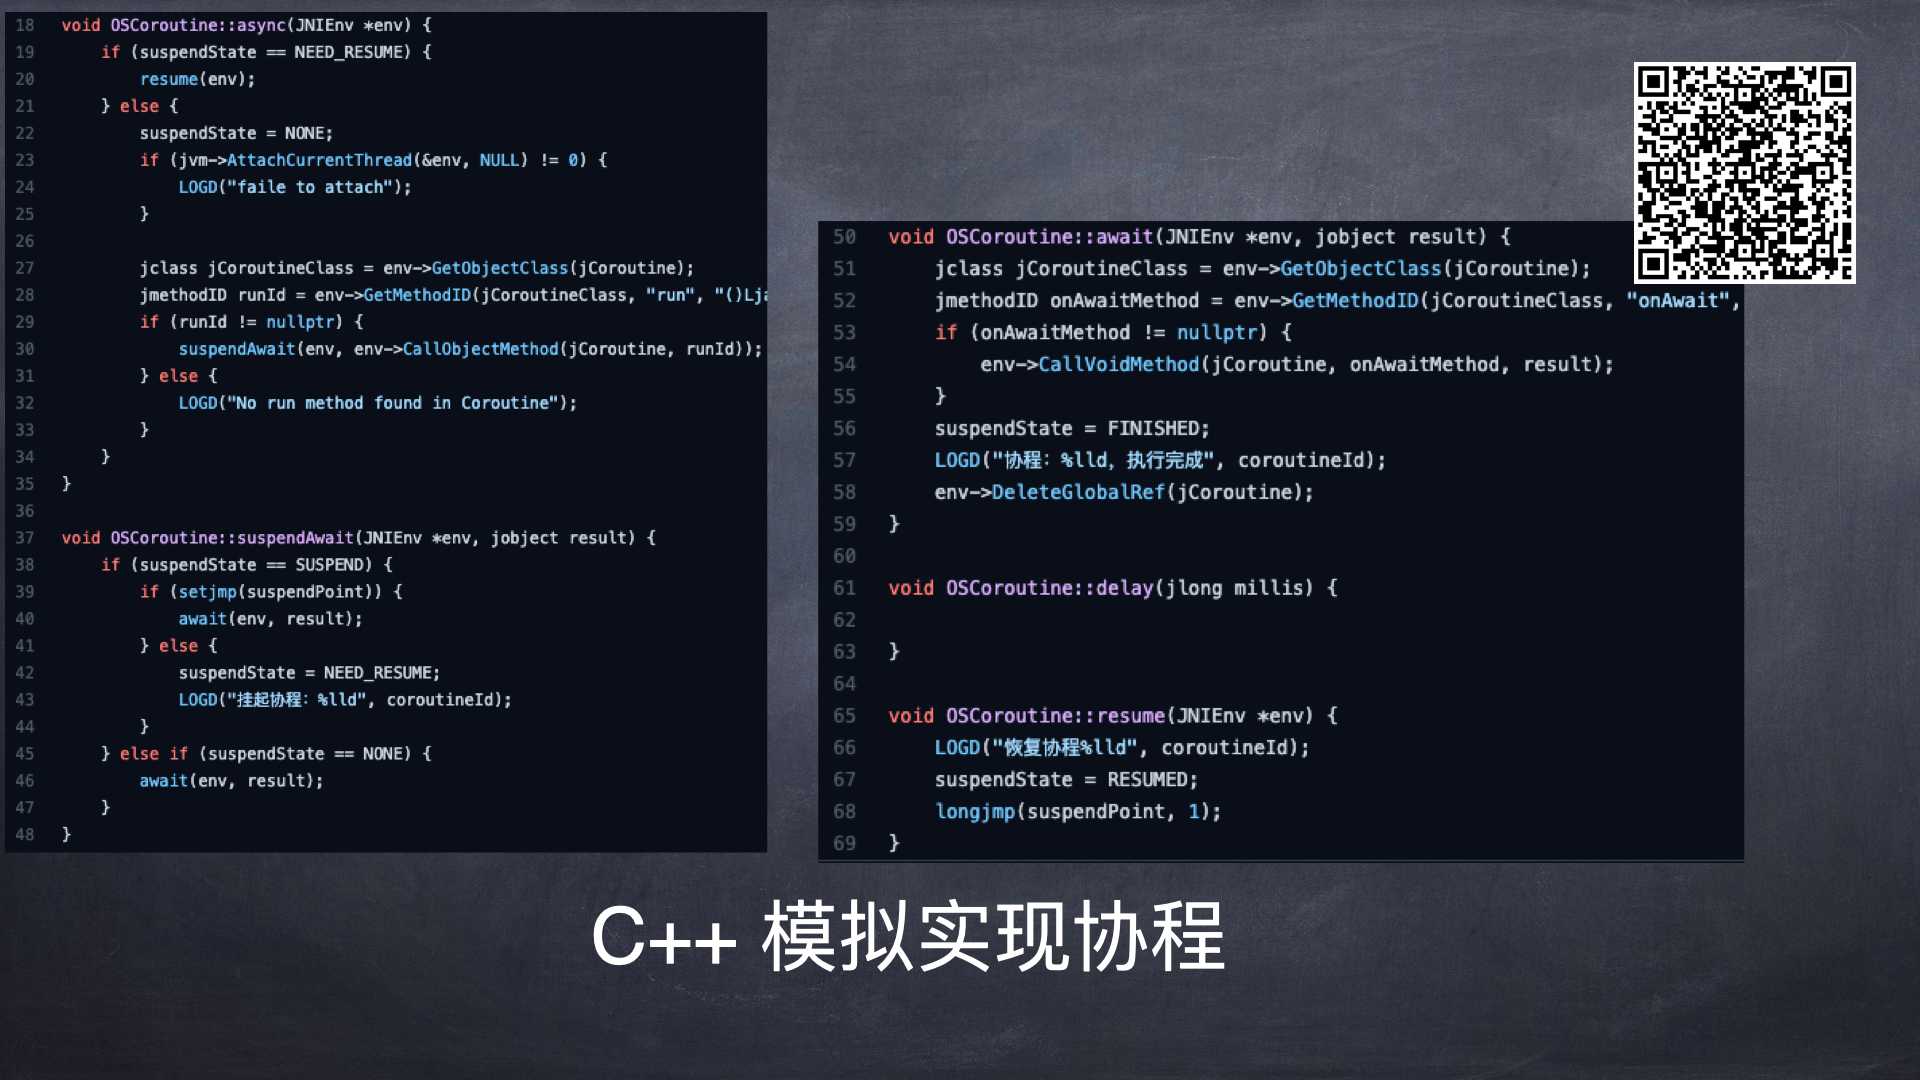 18 void OSCoroutine::async(JNIEnv *env) {
19 if (suspendState == NEED_RESUME) {
20 resume(env);
21 } else {
22 suspendState = NONE;
23 if (jvm->AttachCurrentThread(&env, NULL) != 0) {
24 LOGD("faile to attach");
25 }
26
27 jclass jCoroutineClass = env->GetObjectClass(jCoroutine);
28 jmethodID runId = env->GetMethodID(jCoroutineClass, "run", "()Lja
29 if (runId != nullptr) {
30 suspendAwait(env, env->CallObjectMethod(jCoroutine, runId));
31 } else {
32 LOGD("No run method found in Coroutine");
33 }
34 }
35 }
36
37 void OSCoroutine::suspendAwait(JNIEnv *env, jobject result) {
38 if (suspendState == SUSPEND) {
39 if (setjmp(suspendPoint)) {
40 await(env, result);
41 } else {
42 suspendState = NEED_RESUME;
43 LOGD("挂起协程：%lld", coroutineId);
44 }
45 } else if (suspendState == NONE) {
46 await(env, result);
47 }
48 }
50 void OSCoroutine::await(JNIEnv *env, jobject result) {
51 jclass jCoroutineClass = env->GetObjectClass(jCoroutine);
52 jmethodID onAwaitMethod = env->GetMethodID(jCoroutineClass, "onAwait",
53 if (onAwaitMethod != nullptr) {
54 env->CallVoidMethod(jCoroutine, onAwaitMethod, result);
55 }
56 suspendState = FINISHED;
57 LOGD("协程：%lld，执行完成", coroutineId);
58 env->DeleteGlobalRef(jCoroutine);
59 }
60
61 void OSCoroutine::delay(jlong millis) {
62
63 }
64
65 void OSCoroutine::resume(JNIEnv *env) {
66 LOGD("恢复协程%lld", coroutineId);
67 suspendState = RESUMED;
68 longjmp(suspendPoint, 1);
69 }
C++ 模拟实现协程